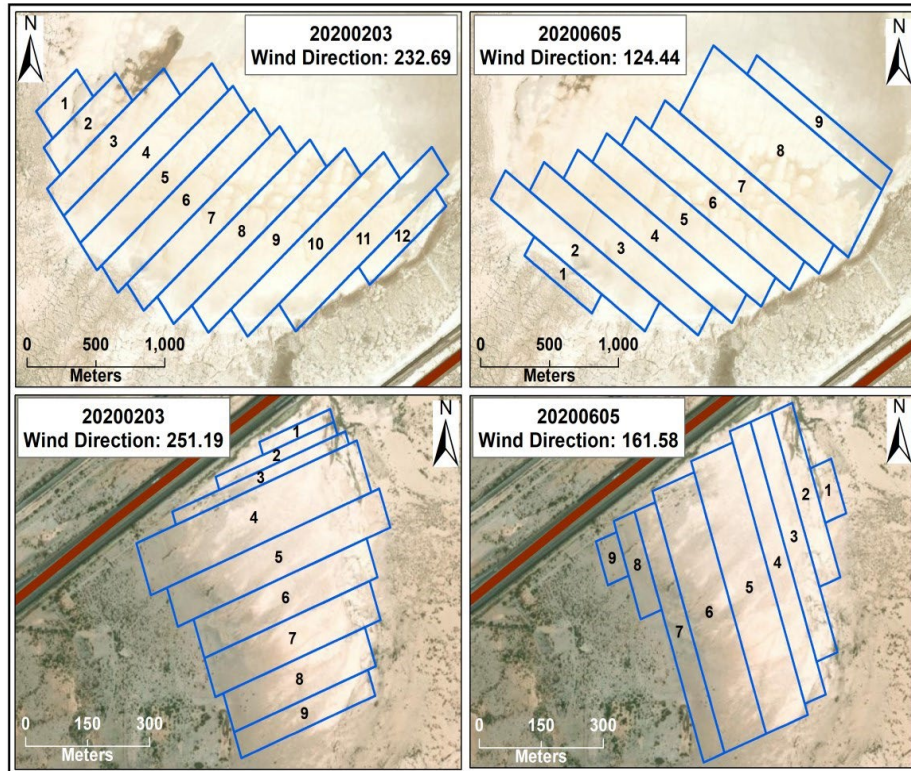 N
20200203
Wind Direction: 232.69
1
2
3
4
5
6
7
8
9
10
11
12
0 500 1,000
Meters
20200605
Wind Direction: 124.44
N
9
8
7
6
5
4
3
2
1
0 500 1,000
Meters
20200203
Wind Direction: 251.19
N
1
2
3
4
5
6
7
8
9
0 150 300
Meters
20200605
Wind Direction: 161.58
N
1
2
3
4
5
6
7
8
9
0 150 300
Meters